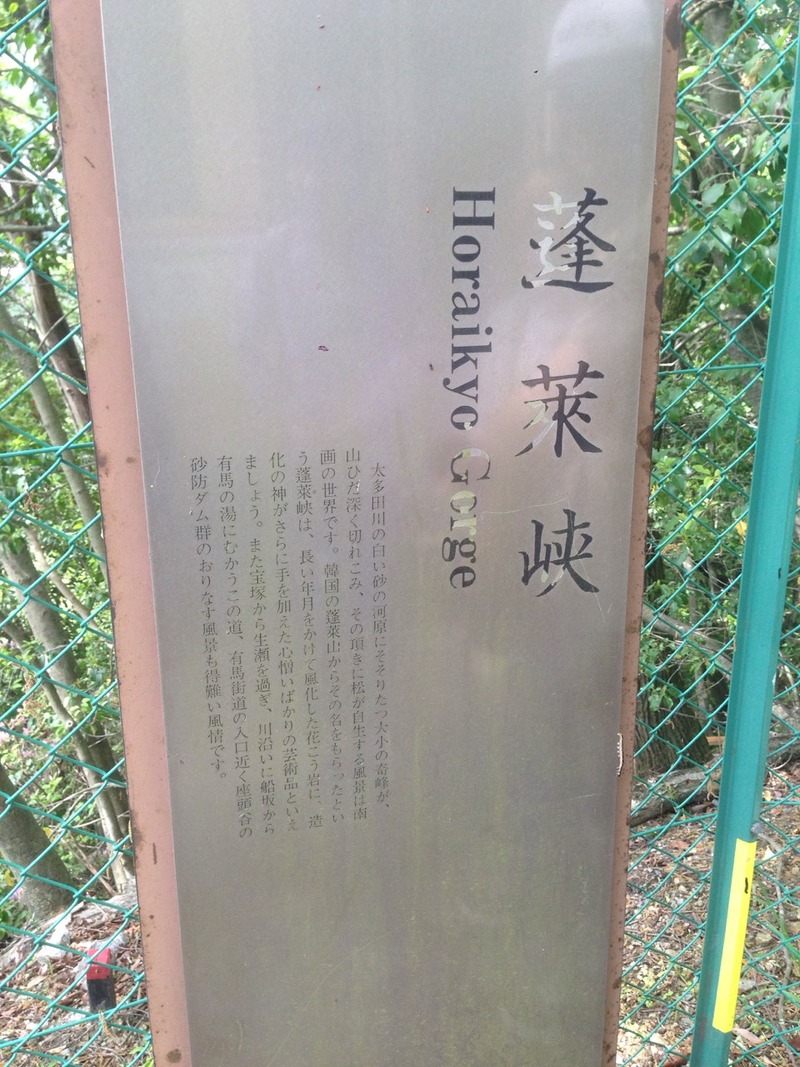 蓬萊峡
Horaikyo Gorge
太多田川の白い砂の河原にそそりたつ大小の奇峰が、
山ひだ深く切れこみ、その頂きに松が自生する風景は南
画の世界です。韓国の蓬萊山からその名をもらったとい
う蓬萊峡は、長い年月をかけて風化した花こう岩に、造
化の神がさらに手を加えた心憎いばかりの芸術品といえ
ましょう。また宝塚から生瀬を過ぎ、川沿いに船坂から
有馬の湯にむかうこの道、有馬街道の入口近く座頭谷の
砂防ダム群のおりなす風景も得難い風情です。